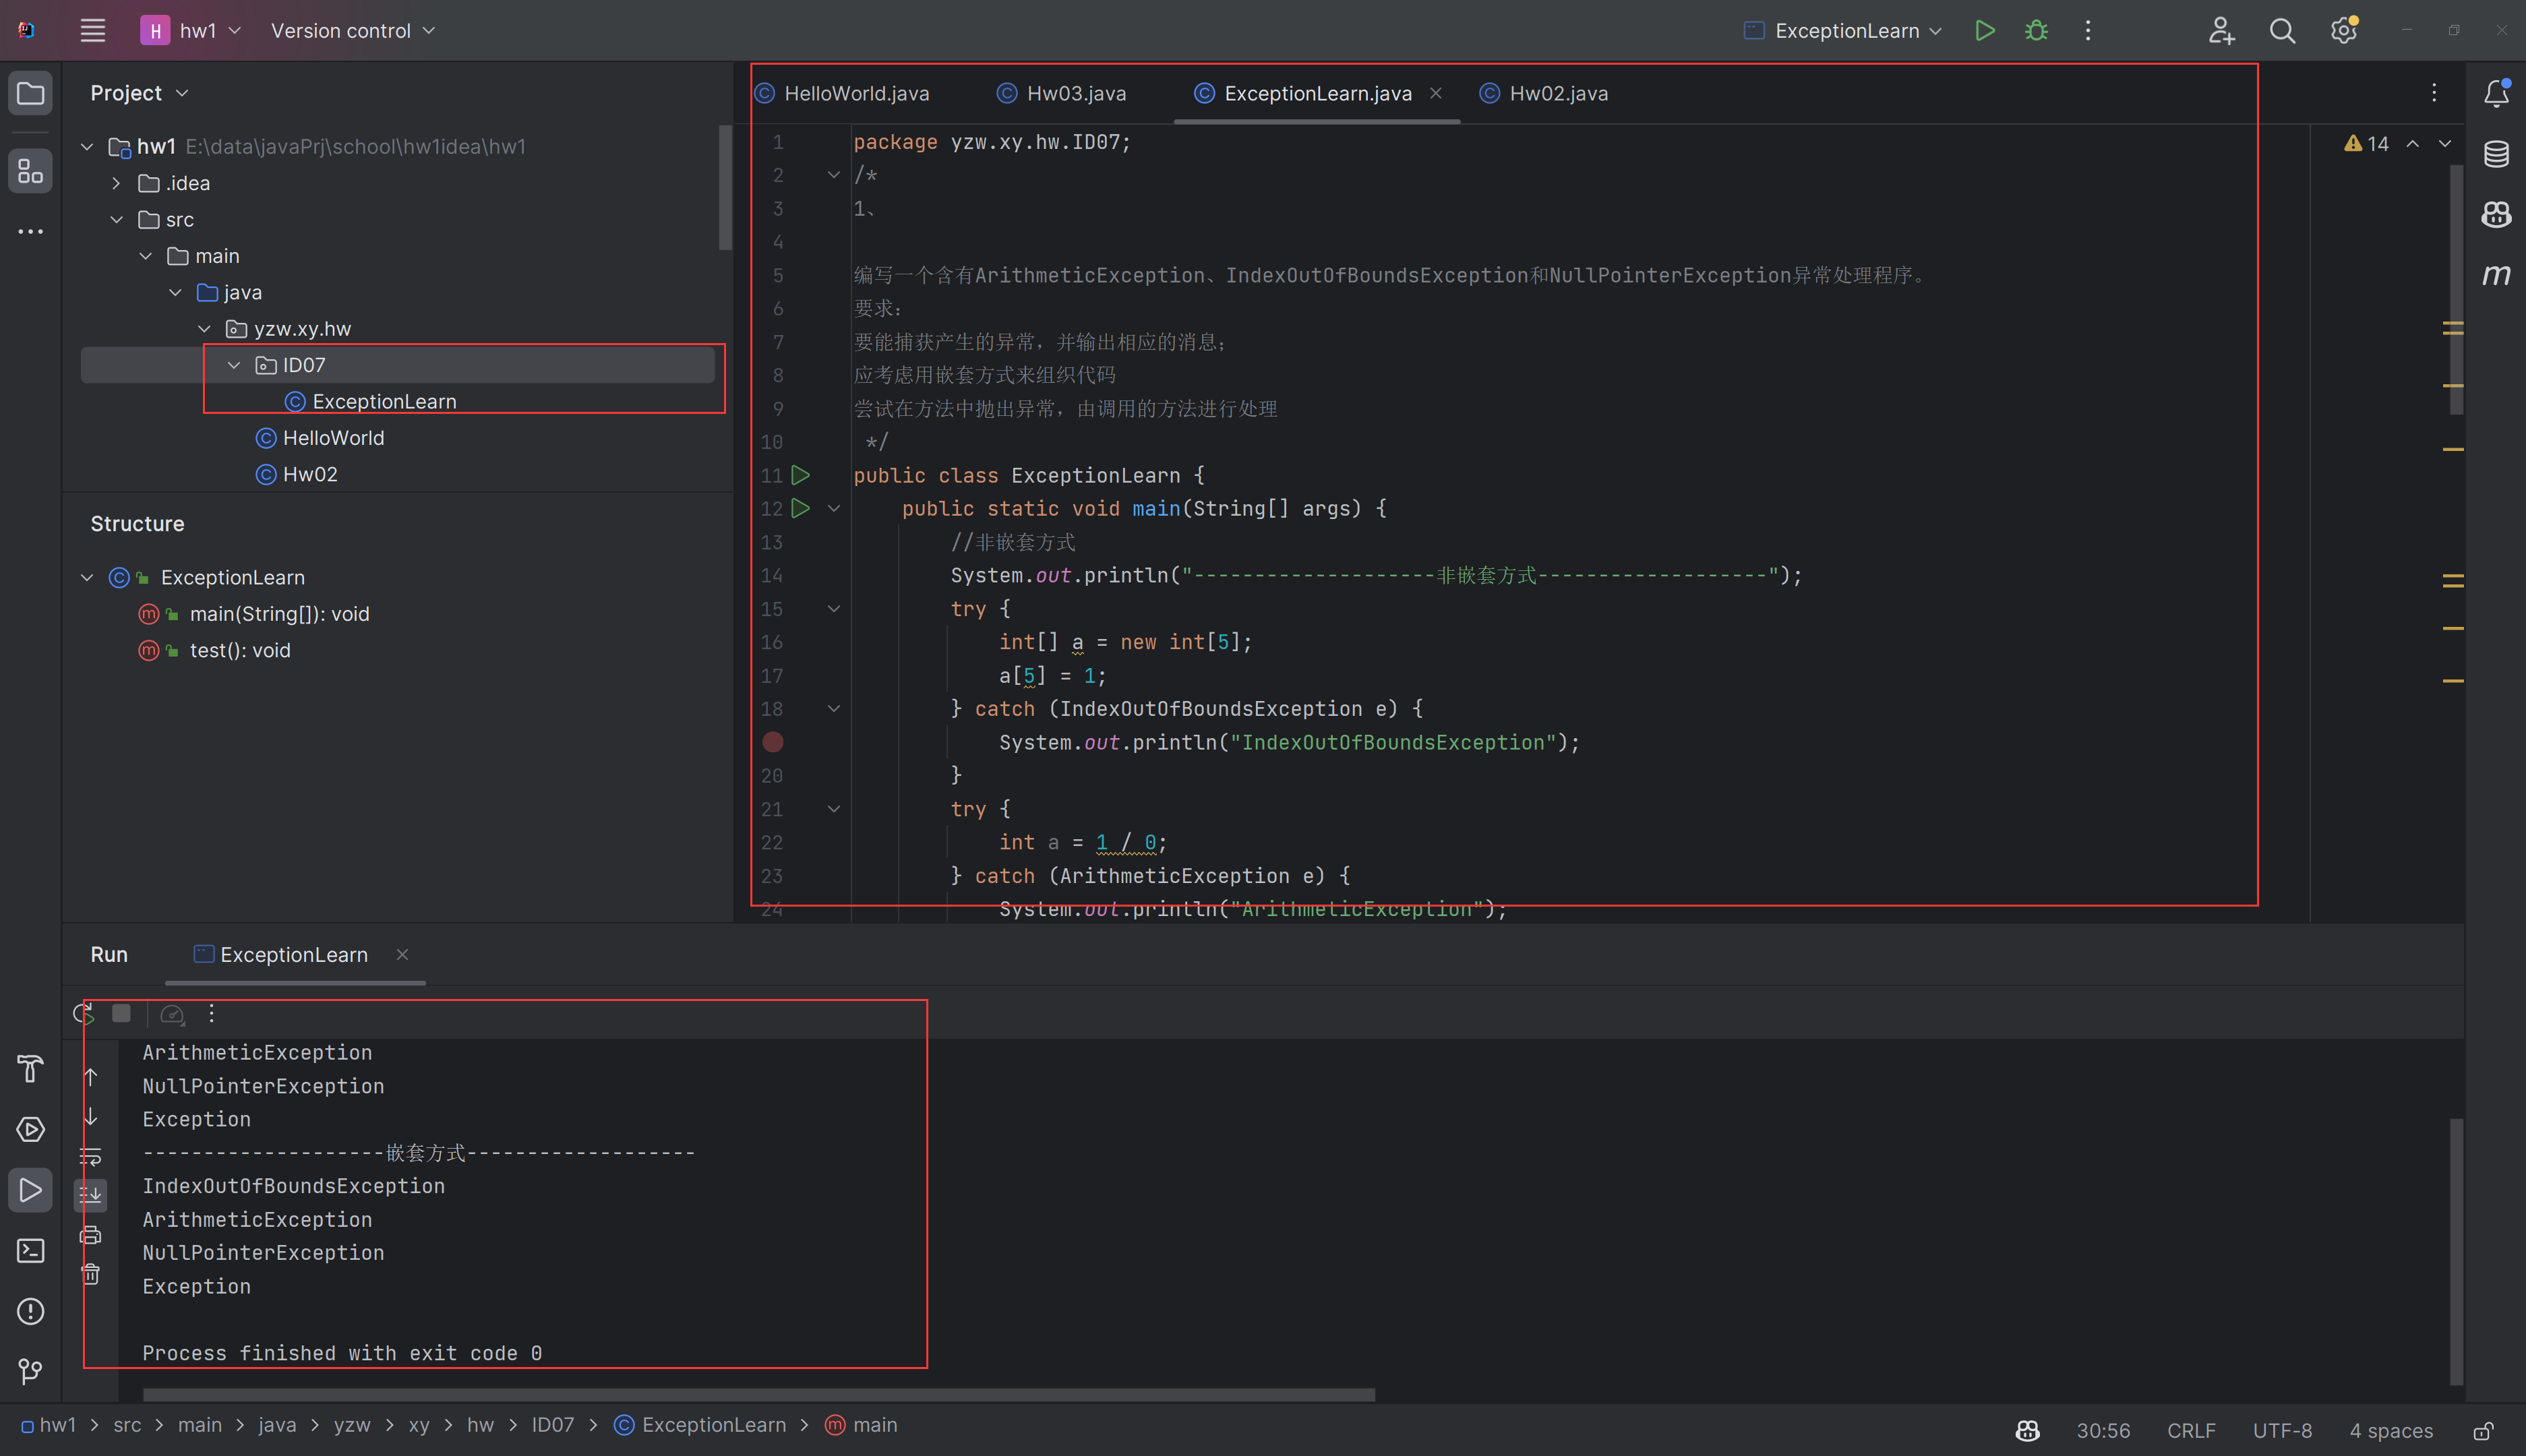 H hw1 Version control ExceptionLearn
Project
hw1 E:\data\javaPrj\school\hw1idea\hw1
.idea
src
main
java
yzw.xy.hw
ID07
ExceptionLearn
HelloWorld
Hw02
Structure
ExceptionLearn
main(String[]): void
test(): void
HelloWorld.java Hw03.java ExceptionLearn.java Hw02.java
14
1 package yzw.xy.hw.ID07;
2 /*
3 1、
4
5 编写一个含有ArithmeticException、IndexOutOfBoundsException和NullPointerException异常处理程序。
6 要求：
7 要能捕获产生的异常，并输出相应的消息；
8 应考虑用嵌套方式来组织代码
9 尝试在方法中抛出异常，由调用的方法进行处理
10 */
11 public class ExceptionLearn {
12 public static void main(String[] args) {
13 //非嵌套方式
14 System.out.println("--------------------非嵌套方式-------------------");
15 try {
16 int[] a = new int[5];
17 a[5] = 1;
18 } catch (IndexOutOfBoundsException e) {
System.out.println("IndexOutOfBoundsException");
20 }
21 try {
22 int a = 1 / 0;
23 } catch (ArithmeticException e) {
24 System.out.println("ArithmeticException");
Run ExceptionLearn
ArithmeticException
NullPointerException
Exception
--------------------嵌套方式-------------------
IndexOutOfBoundsException
ArithmeticException
NullPointerException
Exception
Process finished with exit code 0
hw1 > src > main > java > yzw > xy > hw > ID07 > ExceptionLearn > main
30:56 CRLF UTF-8 4 spaces